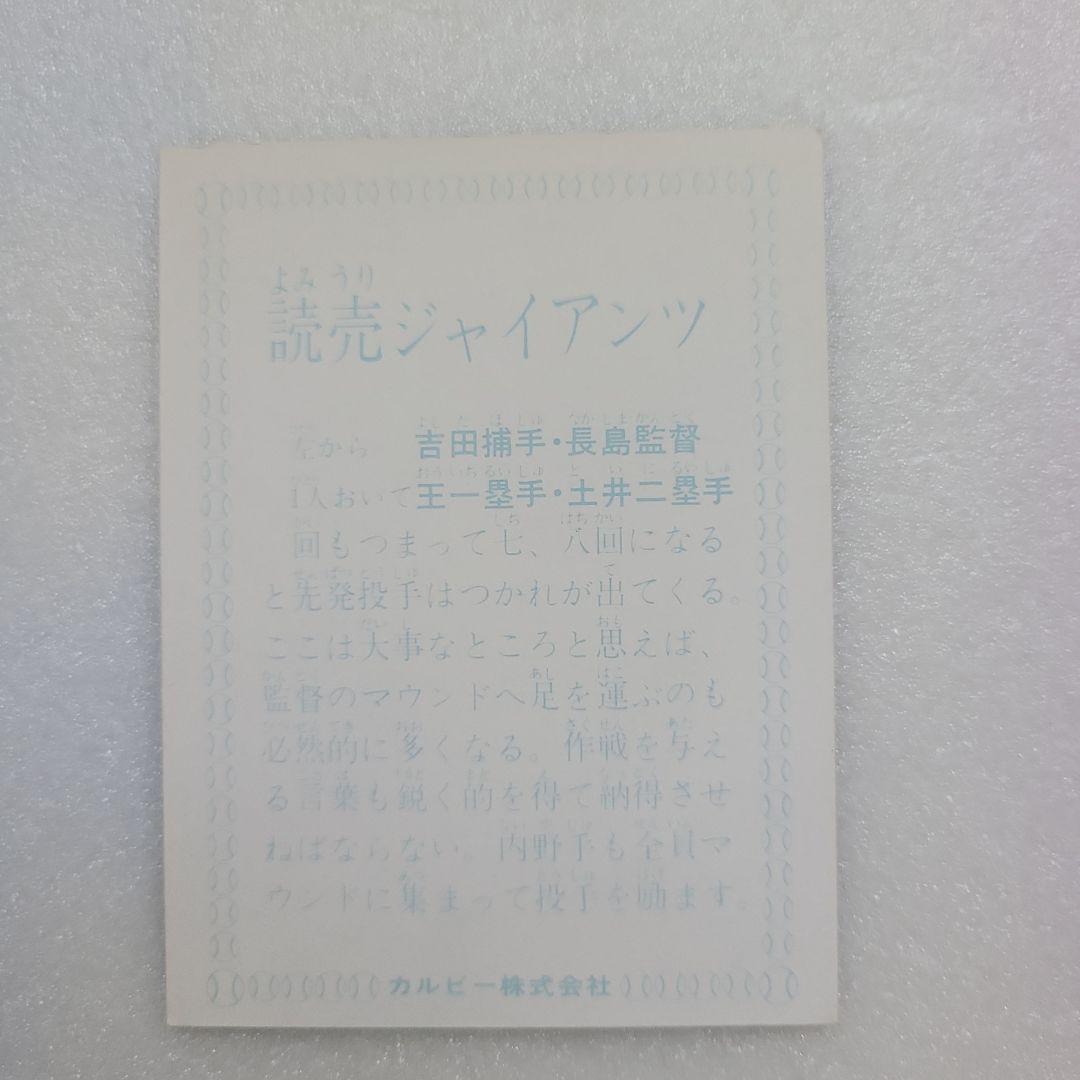 よみうり
読売ジャイアンツ
左から 吉田捕手・長島監督
1人おいて王一塁手・土井二塁手
回もつまって七、八回になる
と先発投手はつかれが出てくる。
ここは大事なところと思えば、
監督のマウンドへ足を運ぶのも
必然的に多くなる。作戦を与え
る言葉も鋭く的を得て納得させ
ねばならない。内野手も全員マ
ウンドに集まって投手を励ます。
カルビー株式会社